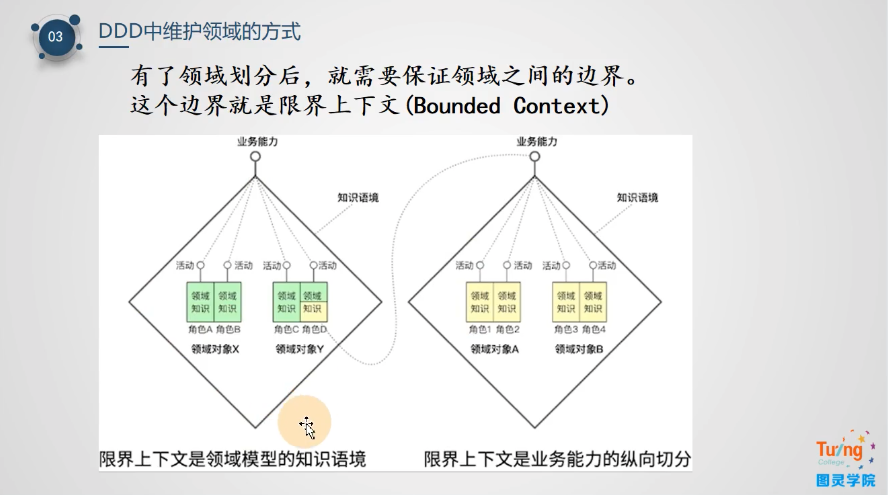 03
DDD中维护领域的方式
有了领域划分后，就需要保证领域之间的边界。
这个边界就是限界上下文(Bounded Context)
业务能力
业务能力
知识语境
知识语境
活动 活动 活动 活动
活动 活动 活动 活动
领域 领域 领域 领域
知识 知识 知识 知识
领域 领域 领域 领域
知识 知识 知识 知识
角色A 角色B 角色C 角色D
角色1 角色2 角色3 角色4
领域对象X 领域对象Y
领域对象A 领域对象B
限界上下文是领域模型的知识语境
限界上下文是业务能力的纵向切分
Turing
College
图灵学院